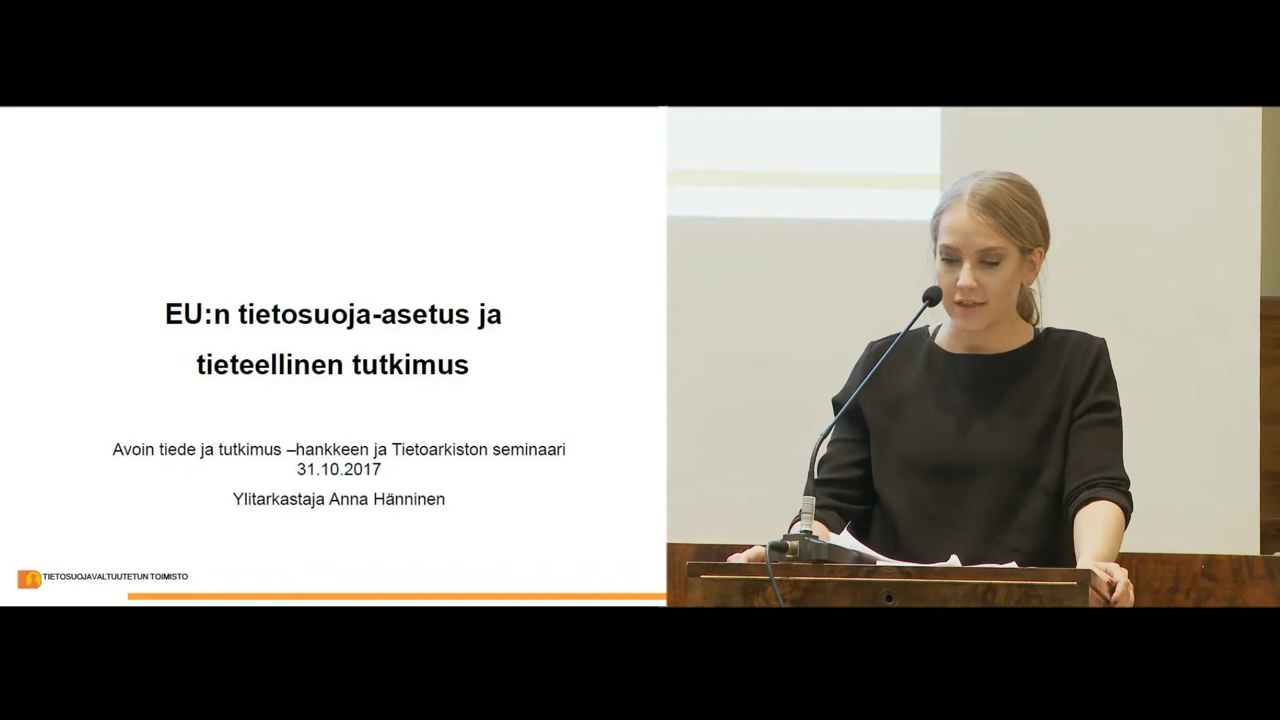 EU:n tietosuoja-asetus ja
tieteellinen tutkimus
Avoin tiede ja tutkimus –hankkeen ja Tietoarkiston seminaari
31.10.2017
Ylitarkastaja Anna Hänninen
TIETOSUOJAVALTUUTETUN TOIMISTO